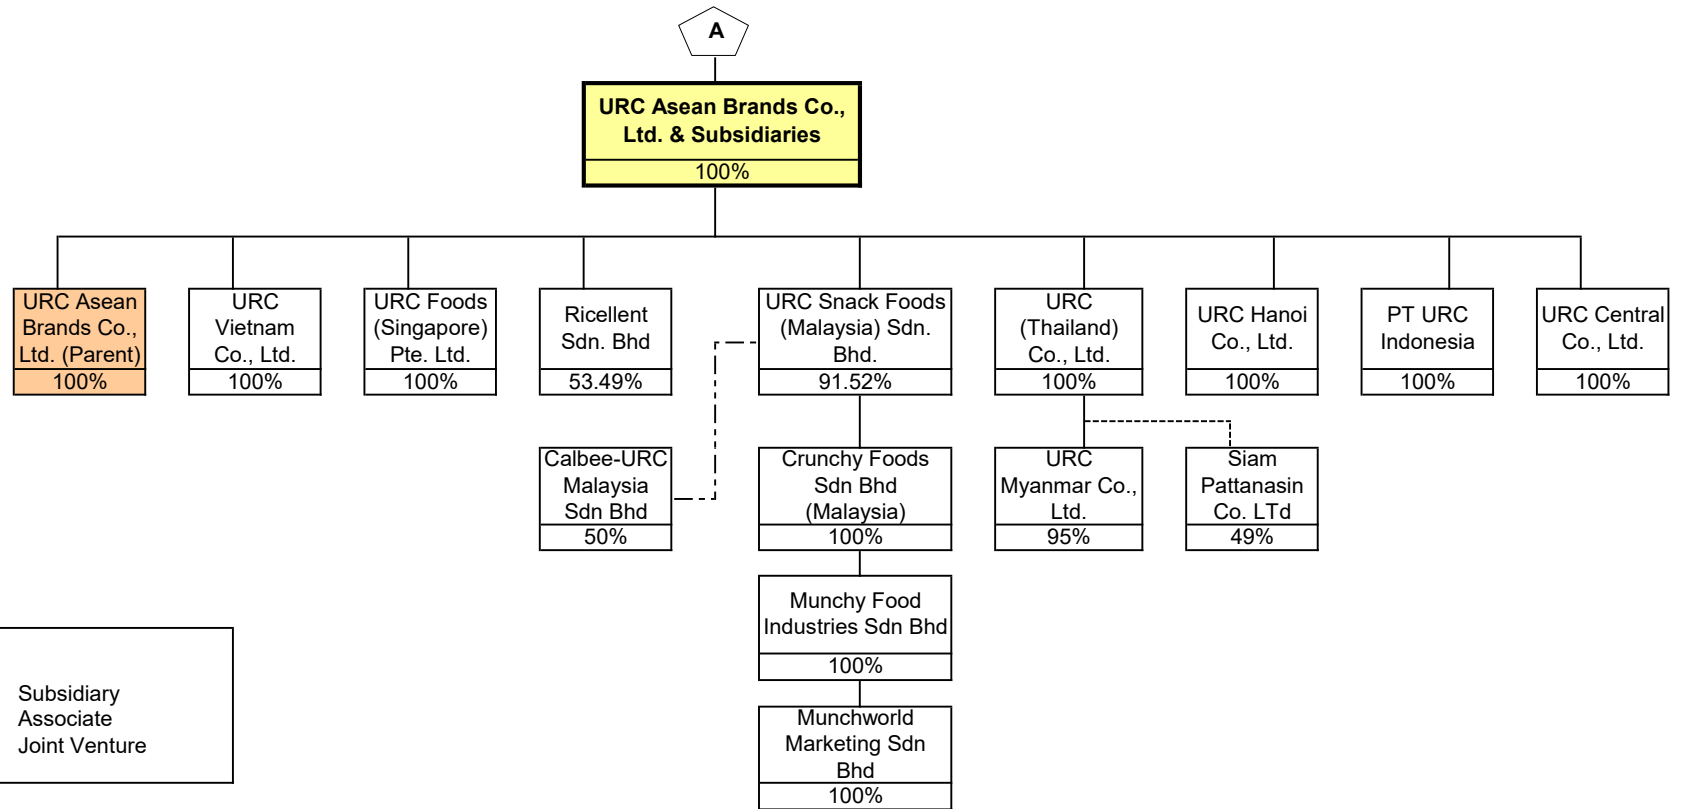 A
URC Asean Brands Co.,
Ltd. & Subsidiaries
100%
URC Asean
Brands Co.,
Ltd. (Parent)
100%
URC
Vietnam
Co., Ltd.
100%
URC Foods
(Singapore)
Pte. Ltd.
100%
Ricellent
Sdn. Bhd
53.49%
URC Snack Foods
(Malaysia) Sdn.
Bhd.
91.52%
URC
(Thailand)
Co., Ltd.
100%
URC Hanoi
Co., Ltd.
100%
PT URC
Indonesia
100%
URC Central
Co., Ltd.
100%
Calbee-URC
Malaysia
Sdn Bhd
50%
Crunchy Foods
Sdn Bhd
(Malaysia)
100%
URC
Myanmar Co.,
Ltd.
95%
Siam
Pattanasin
Co. LTd
49%
Munchy Food
Industries Sdn Bhd
100%
Munchworld
Marketing Sdn
Bhd
100%
Subsidiary
Associate
Joint Venture